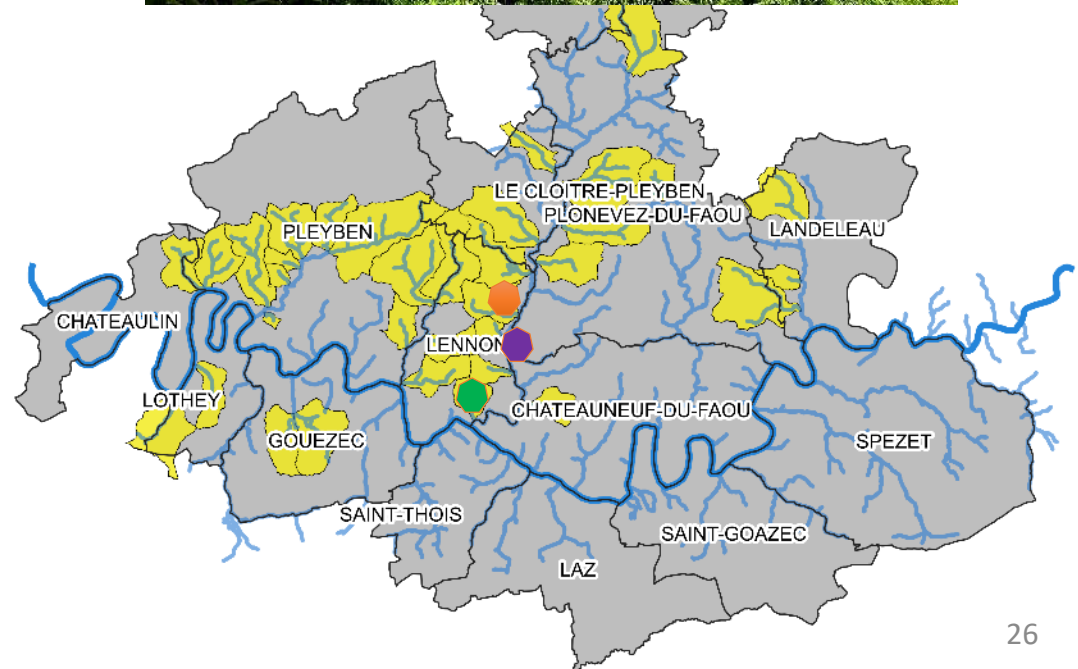 LE CLOITRE-PLEYBEN
PLONEVEZ-DU-FAOU
PLEYBEN
LANDELEAU
CHATEAULIN
LENNON
LOTHEY
CHATEAUNEUF-DU-FAOU
GOUEZEC
SPEZET
SAINT-THOIS
SAINT-GOAZEC
LAZ
26